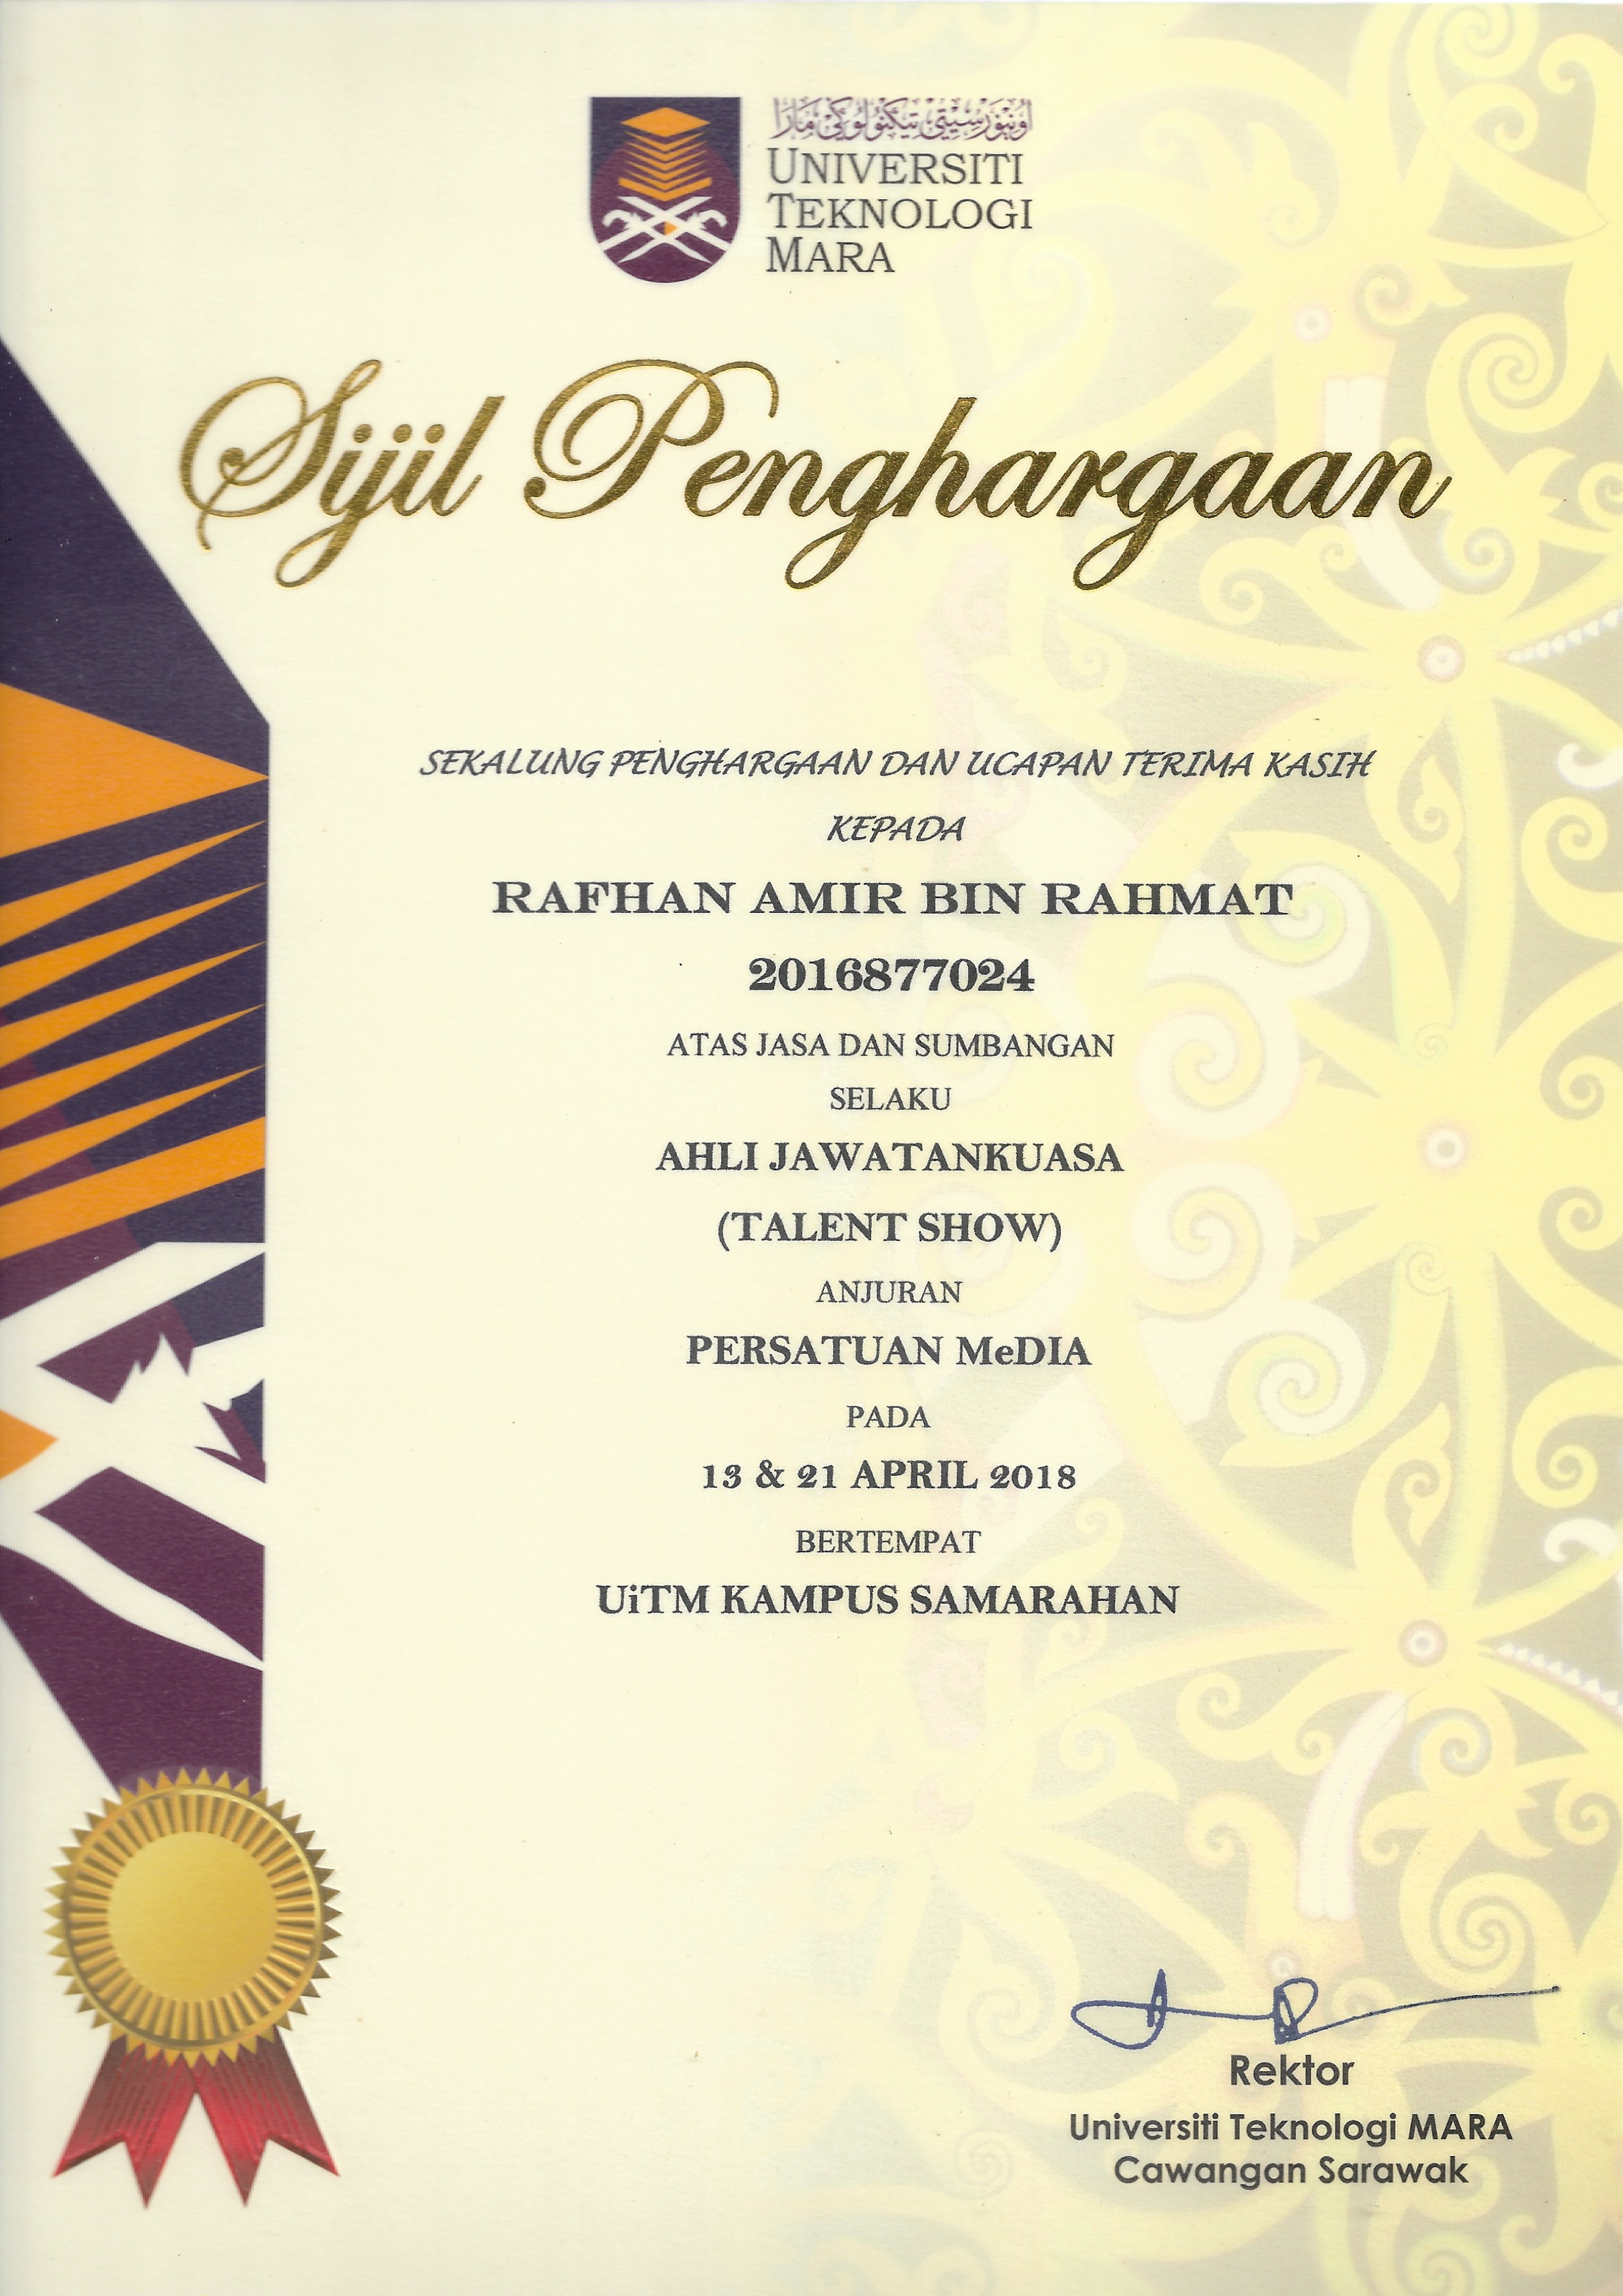 اونيۏرسيتي تيكنولوݢي مارا
UNIVERSITI
TEKNOLOGI
MARA
Sijil Penghargaan
SEKALUNG PENGHARGAAN DAN UCAPAN TERIMA KASIH
KEPADA
RAFHAN AMIR BIN RAHMAT
2016877024
ATAS JASA DAN SUMBANGAN
SELAKU
AHLI JAWATANKUASA
(TALENT SHOW)
ANJURAN
PERSATUAN MeDIA
PADA
13 & 21 APRIL 2018
BERTEMPAT
UiTM KAMPUS SAMARAHAN
Rektor
Universiti Teknologi MARA
Cawangan Sarawak